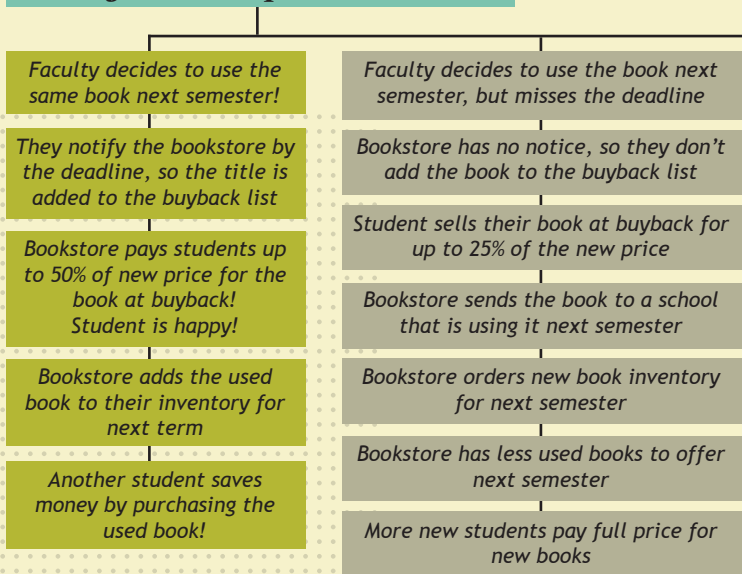 Faculty decides to use the
same book next semester!
They notify the bookstore by
the deadline, so the title is
added to the buyback list
Bookstore pays students up
to 50% of new price for the
book at buyback!
Student is happy!
Bookstore adds the used
book to their inventory for
next term
Another student saves
money by purchasing the
used book!
Faculty decides to use the book next
semester, but misses the deadline
Bookstore has no notice, so they don't
add the book to the buyback list
Student sells their book at buyback for
up to 25% of the new price
Bookstore sends the book to a school
that is using it next semester
Bookstore orders new book inventory
for next semester
Bookstore has less used books to offer
next semester
More new students pay full price for
new books